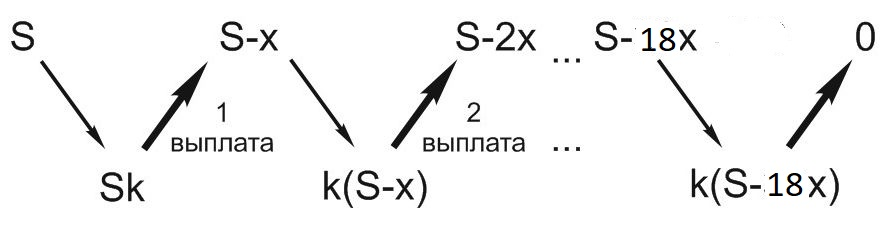 S S-x S-2x ... S-18x 0
1 2
выплата выплата ...
Sk k(S-x) k(S-18x)